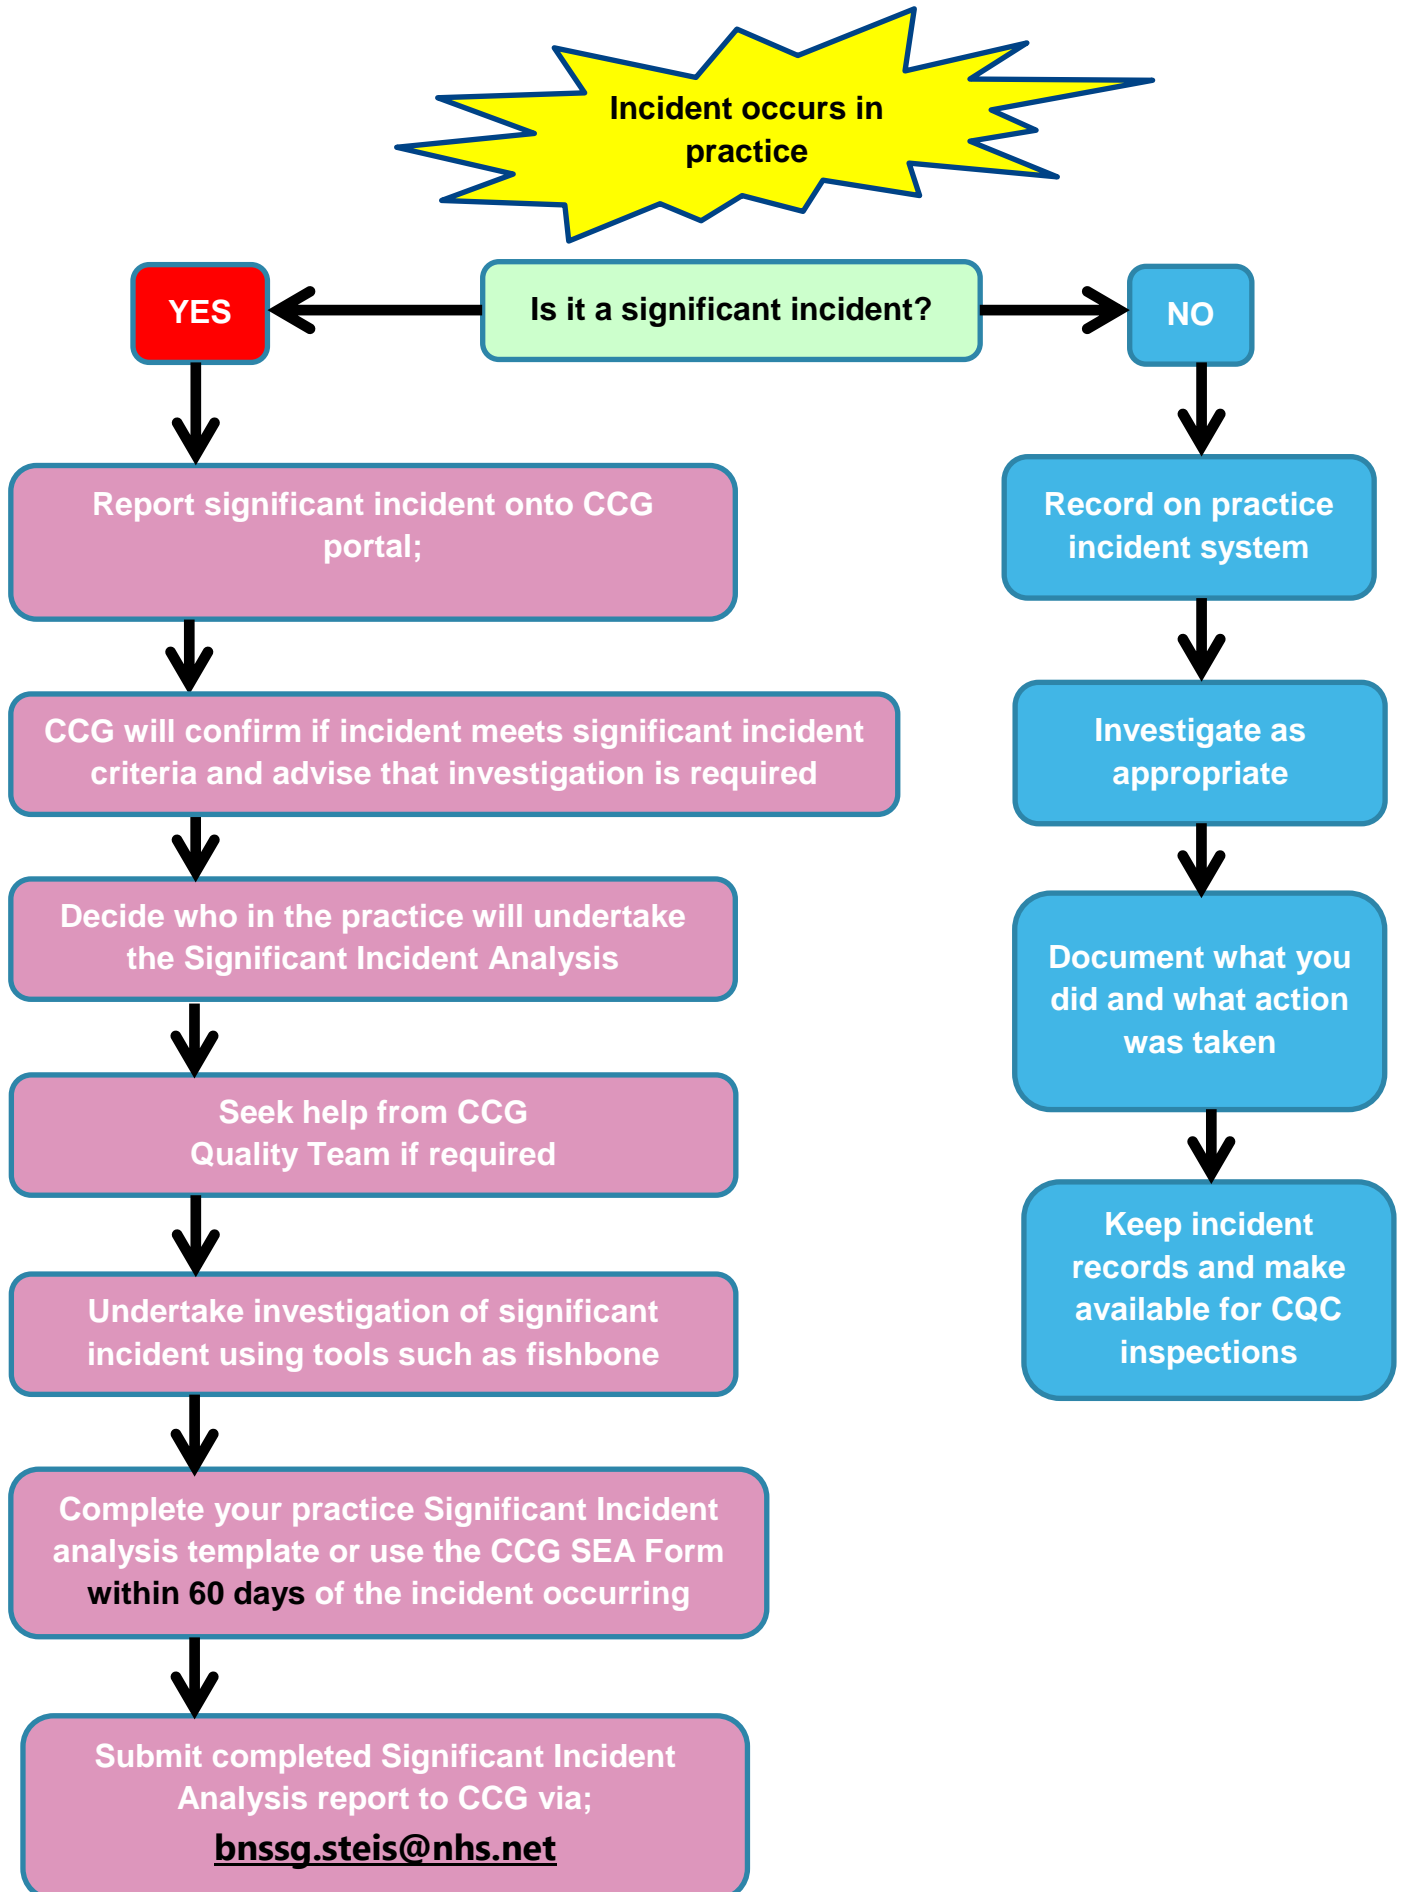 Incident occurs in
practice
YES
Is it a significant incident?
NO
Report significant incident onto CCG
portal;
CCG will confirm if incident meets significant incident
criteria and advise that investigation is required
Decide who in the practice will undertake
the Significant Incident Analysis
Seek help from CCG
Quality Team if required
Undertake investigation of significant
incident using tools such as fishbone
Complete your practice Significant Incident
analysis template or use the CCG SEA Form
within 60 days of the incident occurring
Submit completed Significant Incident
Analysis report to CCG via;
bnssg.steis@nhs.net
Record on practice
incident system
Investigate as
appropriate
Document what you
did and what action
was taken
Keep incident
records and make
available for CQC
inspections